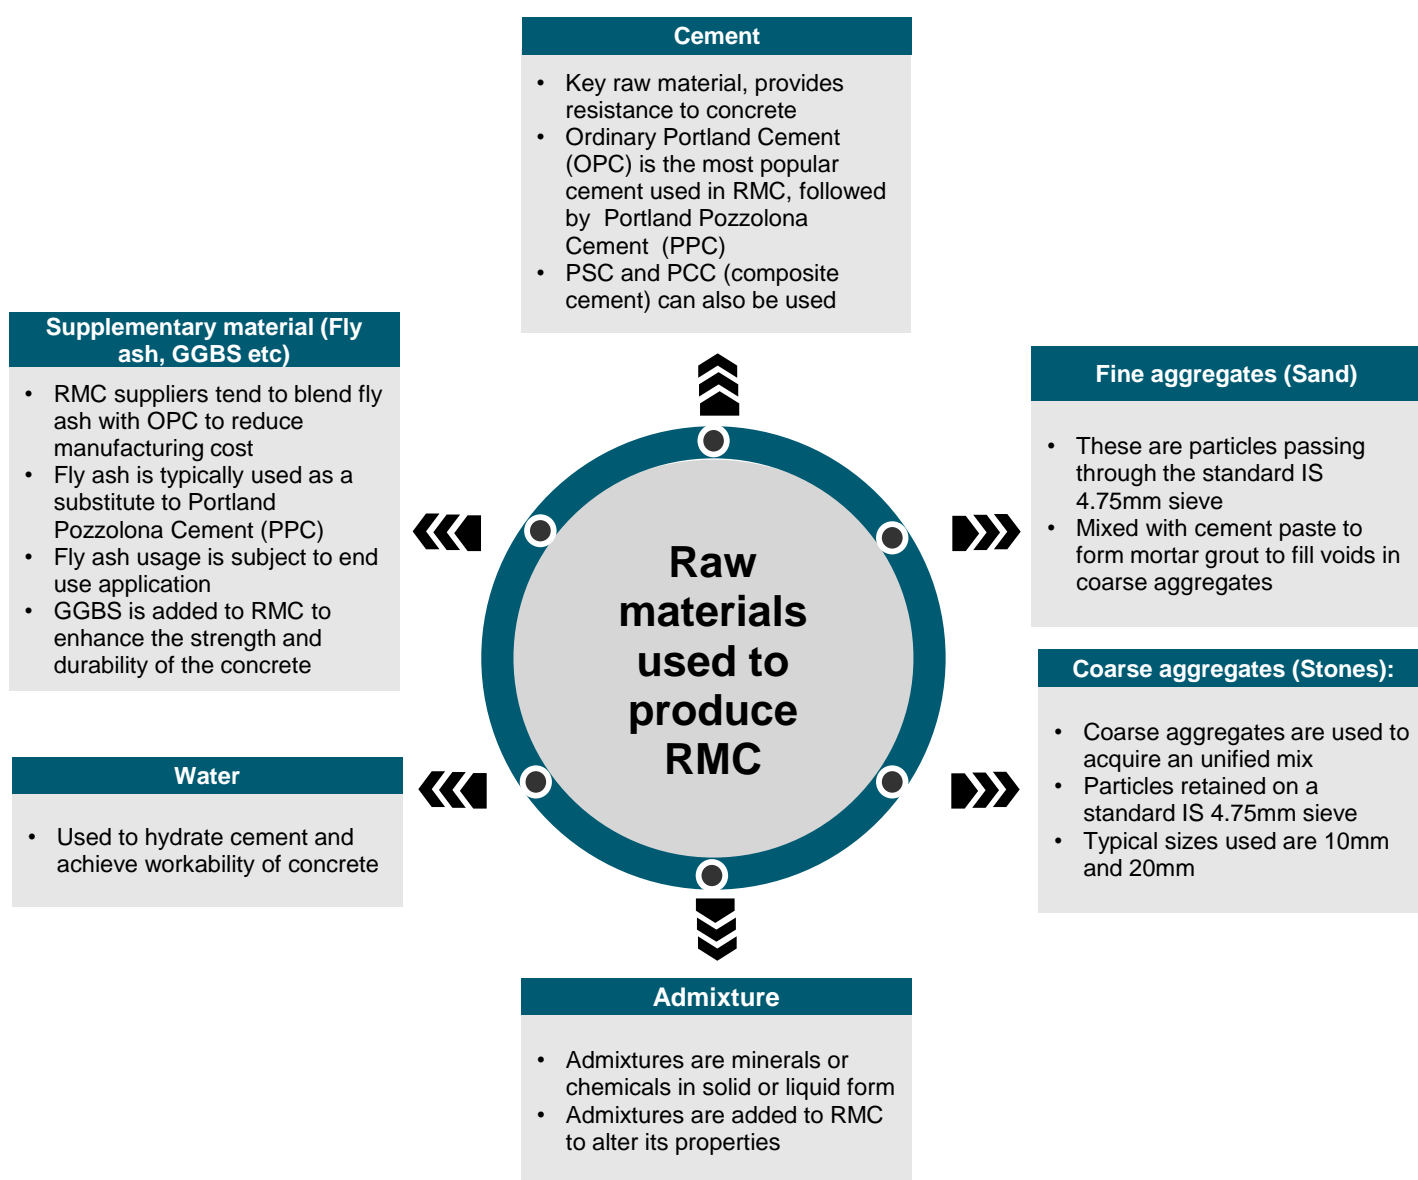 Cement
• Key raw material, provides
resistance to concrete
• Ordinary Portland Cement
(OPC) is the most popular
cement used in RMC, followed
by Portland Pozzolona
Cement (PPC)
• PSC and PCC (composite
cement) can also be used
Supplementary material (Fly
ash, GGBS etc)
• RMC suppliers tend to blend fly
ash with OPC to reduce
manufacturing cost
• Fly ash is typically used as a
substitute to Portland
Pozzolona Cement (PPC)
• Fly ash usage is subject to end
use application
• GGBS is added to RMC to
enhance the strength and
durability of the concrete
Fine aggregates (Sand)
• These are particles passing
through the standard IS
4.75mm sieve
• Mixed with cement paste to
form mortar grout to fill voids in
coarse aggregates
Raw
materials
used to
produce
RMC
Coarse aggregates (Stones):
• Coarse aggregates are used to
acquire an unified mix
• Particles retained on a
standard IS 4.75mm sieve
• Typical sizes used are 10mm
and 20mm
Water
• Used to hydrate cement and
achieve workability of concrete
Admixture
• Admixtures are minerals or
chemicals in solid or liquid form
• Admixtures are added to RMC
to alter its properties